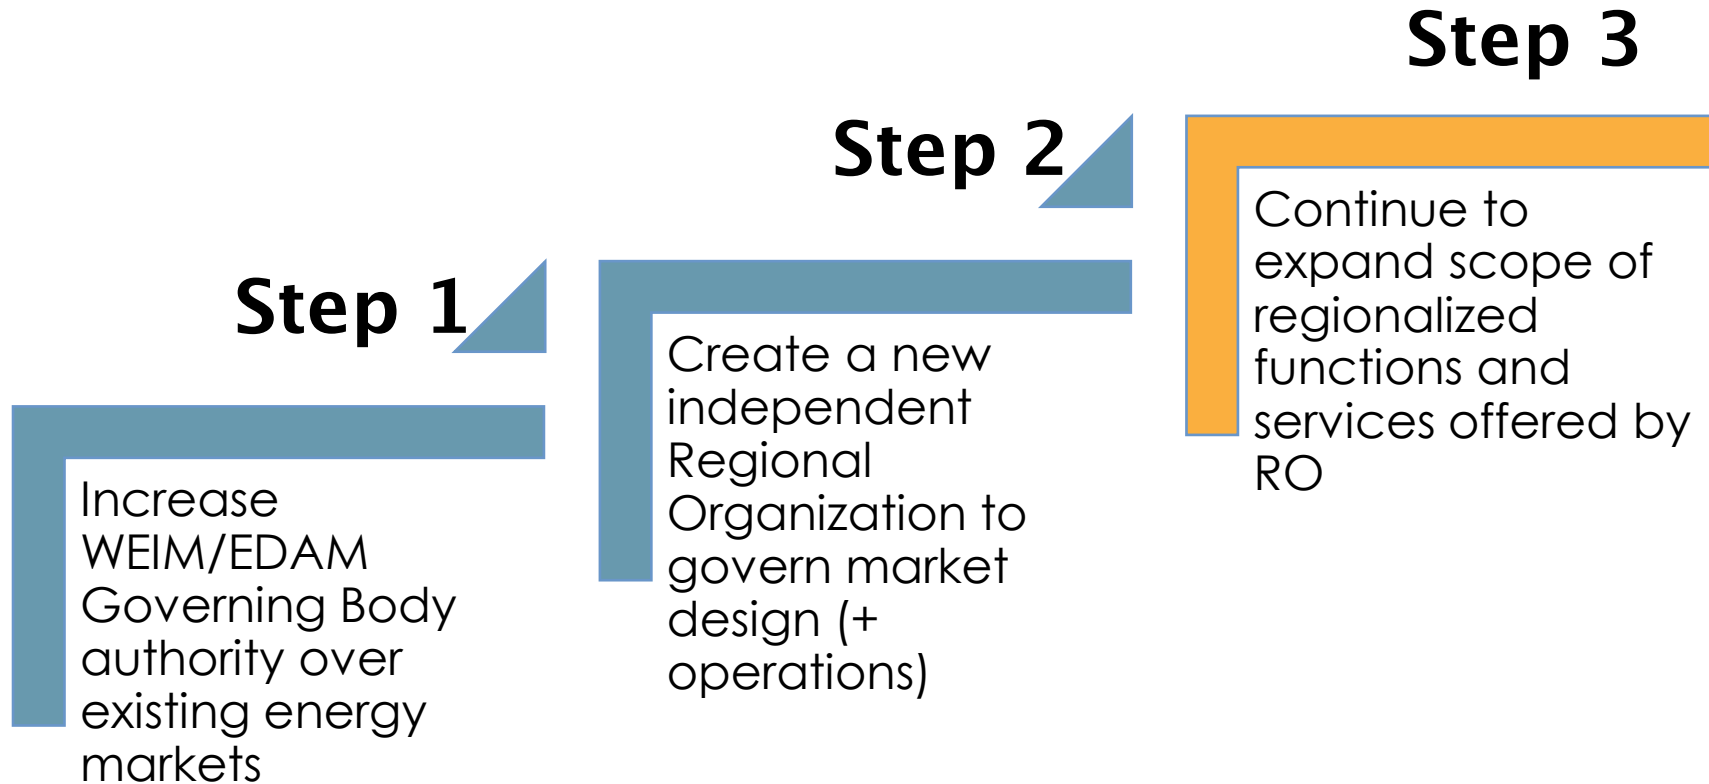 Step 1
Increase
WEIM/EDAM
Governing Body
authority over
existing energy
markets
Step 2
Create a new
independent
Regional
Organization to
govern market
design (+
operations)
Step 3
Continue to
expand scope of
regionalized
functions and
services offered by
RO